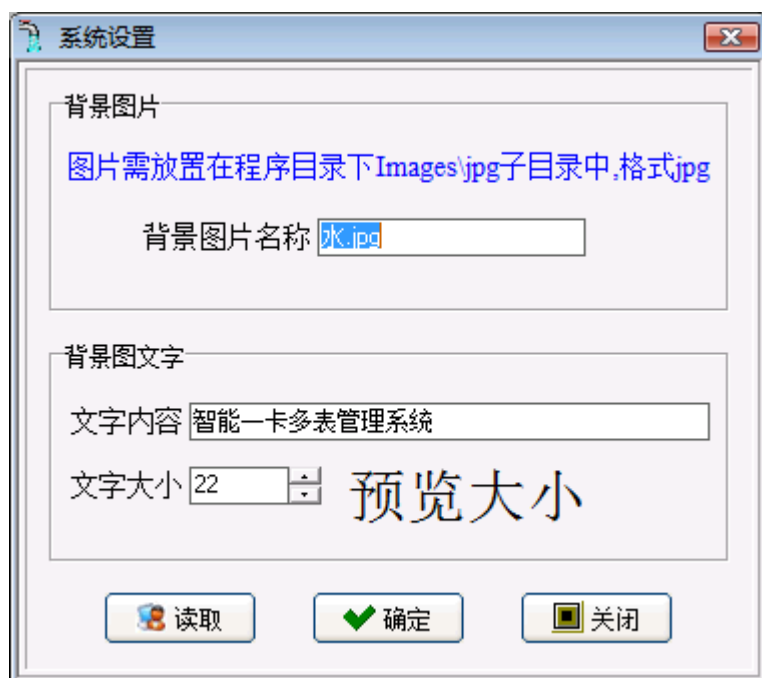 系统设置
背景图片
图片需放置在程序目录下Images\jpg子目录中,格式jpg
背景图片名称 水.jpg
背景图文字
文字内容 智能一卡多表管理系统
文字大小 22 预览大小
读取 确定 关闭